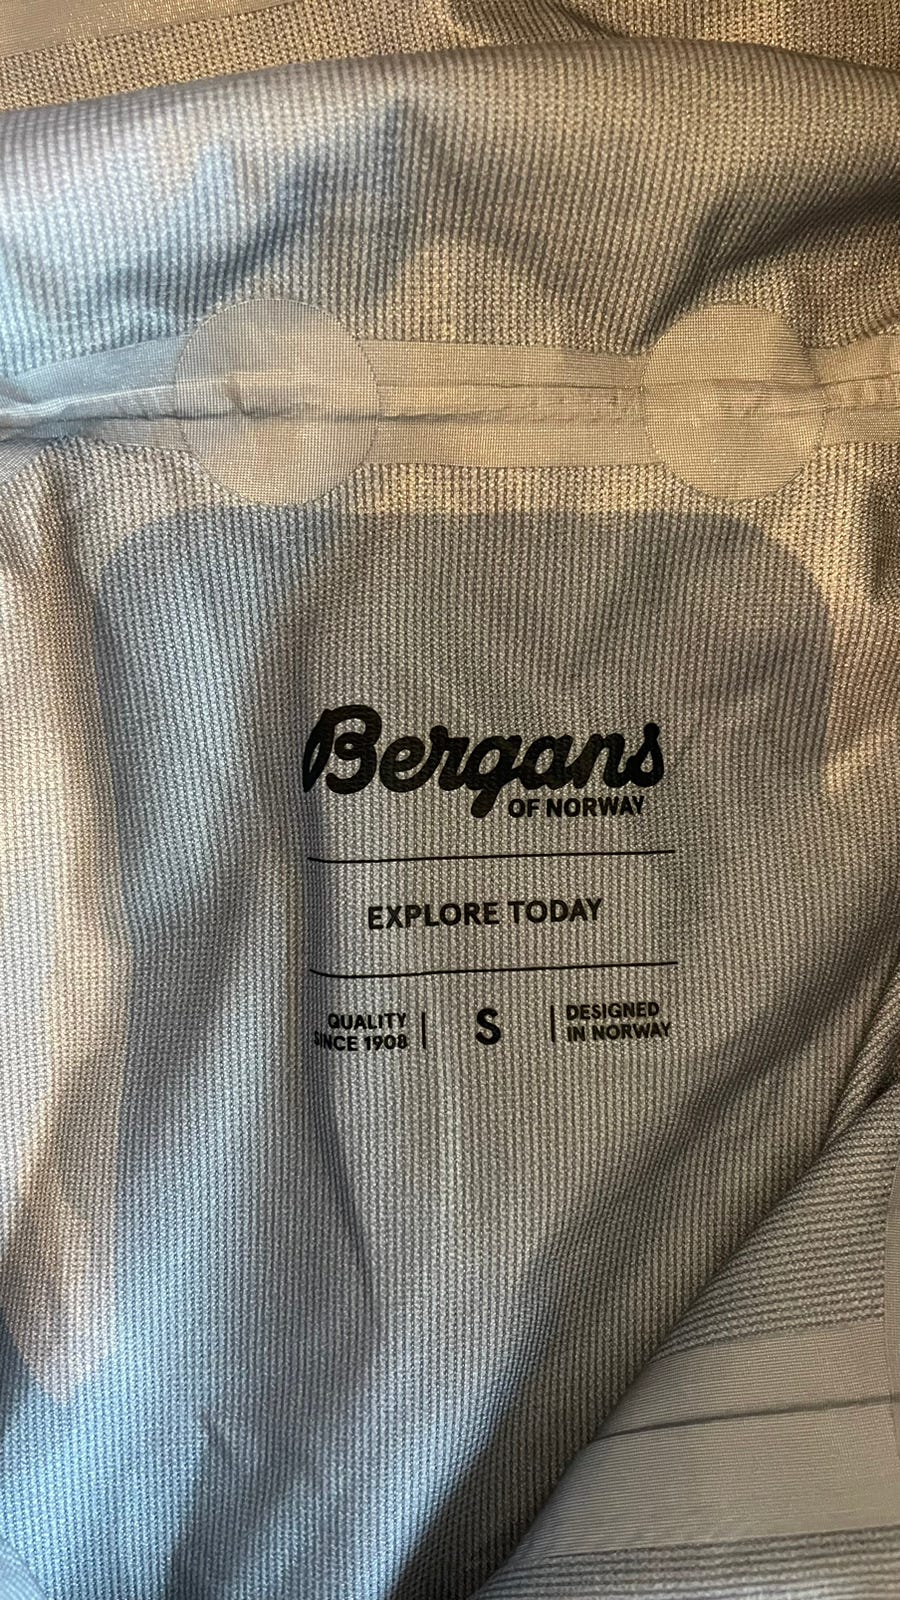 Bergans
OF NORWAY
EXPLORE TODAY
QUALITY
SINCE 1908
S
DESIGNED
IN NORWAY